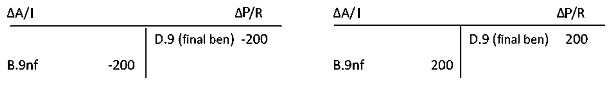 ΔA/I ΔP/R
D.9 (final ben) -200
B.9nf -200
ΔA/I ΔP/R
D.9 (final ben) 200
B.9nf 200